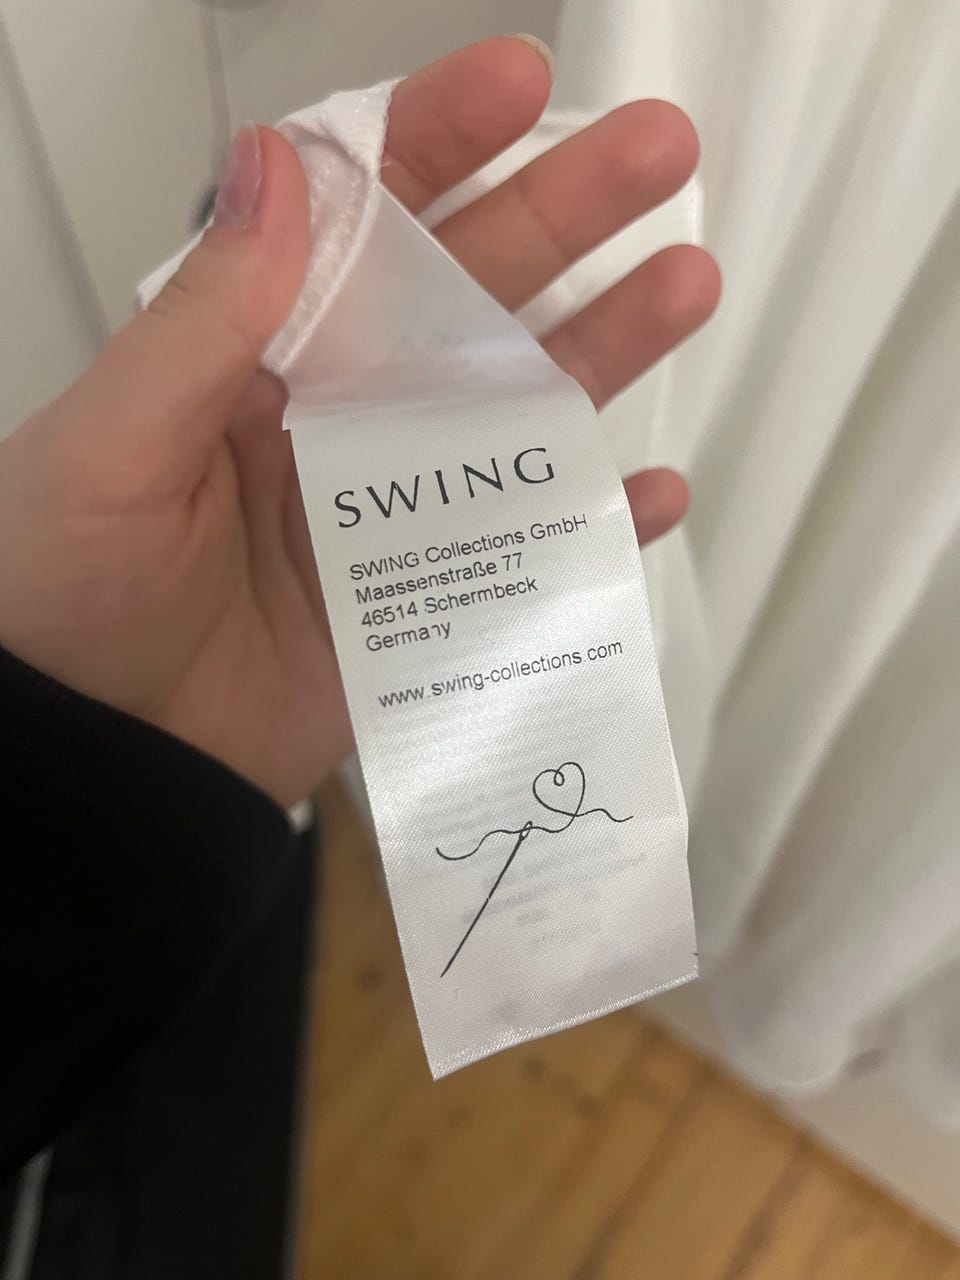 SWING
SWING Collections GmbH
Maassenstraße 77
46514 Schermbeck
Germany
www.swing-collections.com